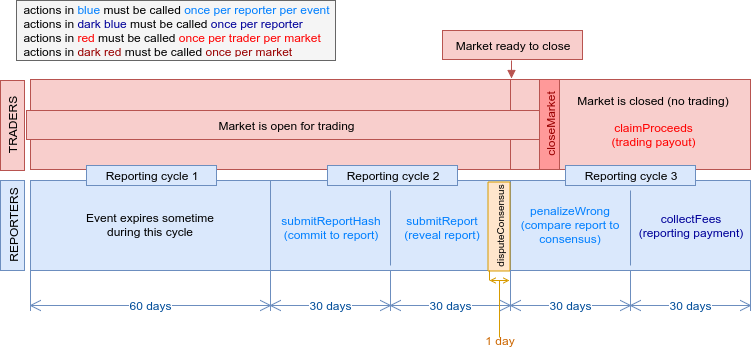 actions in blue must be called once per reporter per event
actions in dark blue must be called once per reporter
actions in red must be called once per trader per market
actions in dark red must be called once per market
Market ready to close
TRADERS
Market is open for trading
closeMarket
Market is closed (no trading)
claimProceeds
(trading payout)
REPORTERS
Reporting cycle 1
Reporting cycle 2
Reporting cycle 3
Event expires sometime
during this cycle
submitReportHash
(commit to report)
submitReport
(reveal report)
disputeConsensus
penalizeWrong
(compare report to
consensus)
collectFees
(reporting payment)
60 days
30 days
30 days
30 days
30 days
1 day